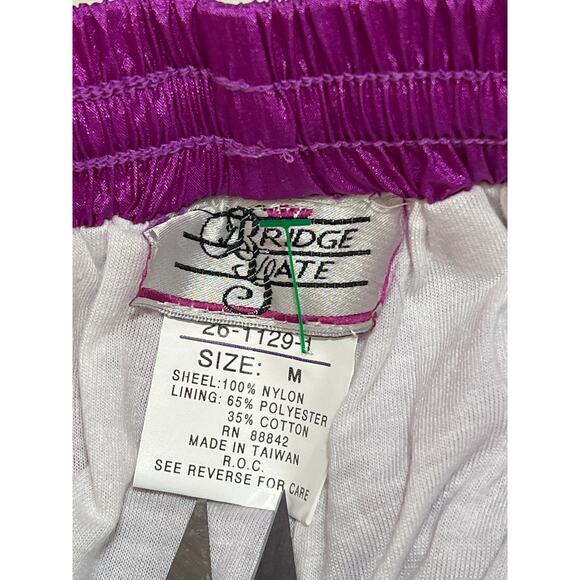 BRIDGE
GATE
26-1129-1
SIZE: M
SHEEL:100% NYLON
LINING: 65% POLYESTER
35% COTTON
RN 88842
MADE IN TAIWAN
R.O.C.
SEE REVERSE FOR CARE